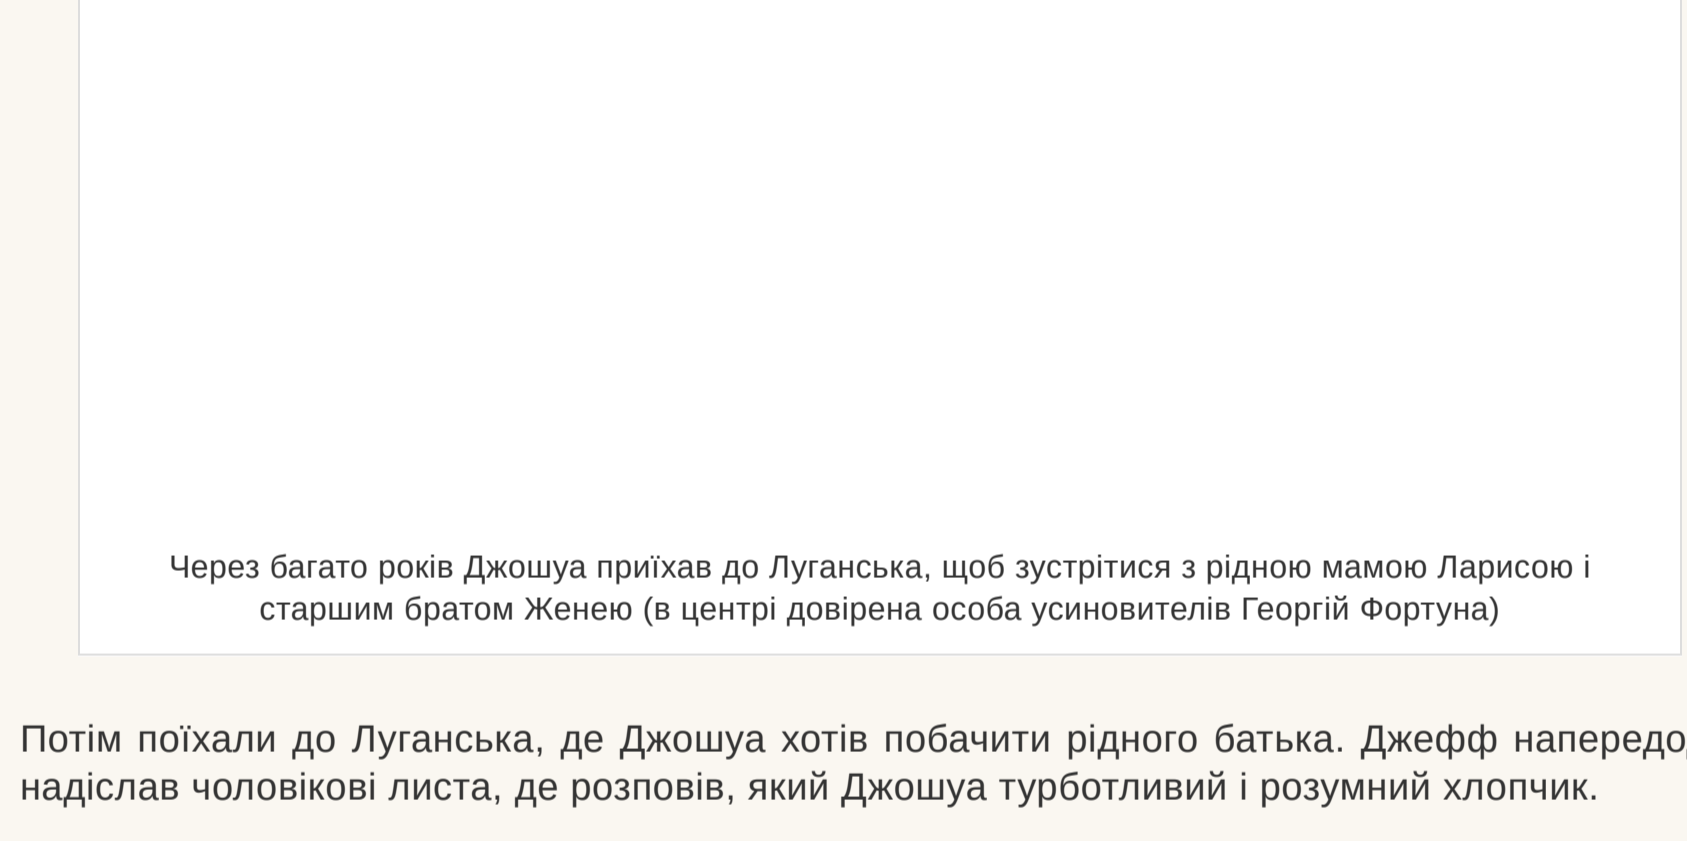 Через багато років Джошуа приїхав до Луганська, щоб зустрітися з рідною мамою Ларисою і
старшим братом Женею (в центрі довірена особа усиновителів Георгій Фортуна)
Потім поїхали до Луганська, де Джошуа хотів побачити рідного батька. Джефф
надіслав чоловікові листа, де розповів, який Джошуа турботливий і розумний хлопчик.